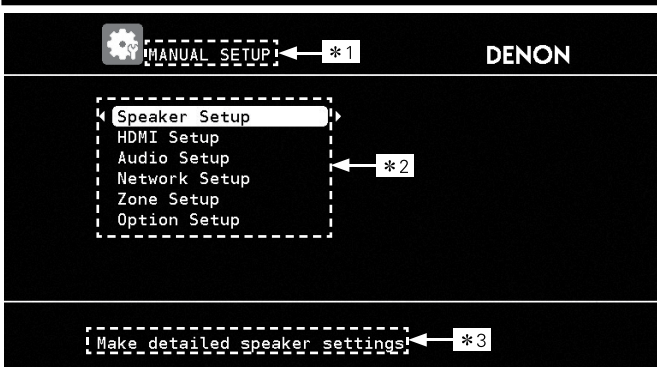 MANUAL SETUP
*1
DENON
Speaker Setup
HDMI Setup
Audio Setup
Network Setup
Zone Setup
Option Setup
*2
Make detailed speaker settings
*3